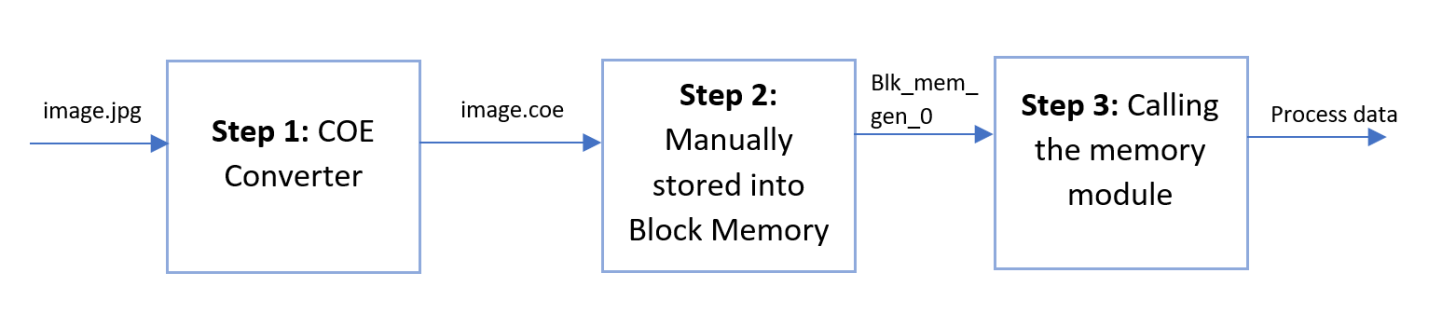 image.jpg
Step 1: COE
Converter
image.coe
Step 2:
Manually
stored into
Block Memory
Blk_mem_
gen_0
Step 3: Calling
the memory
module
Process data